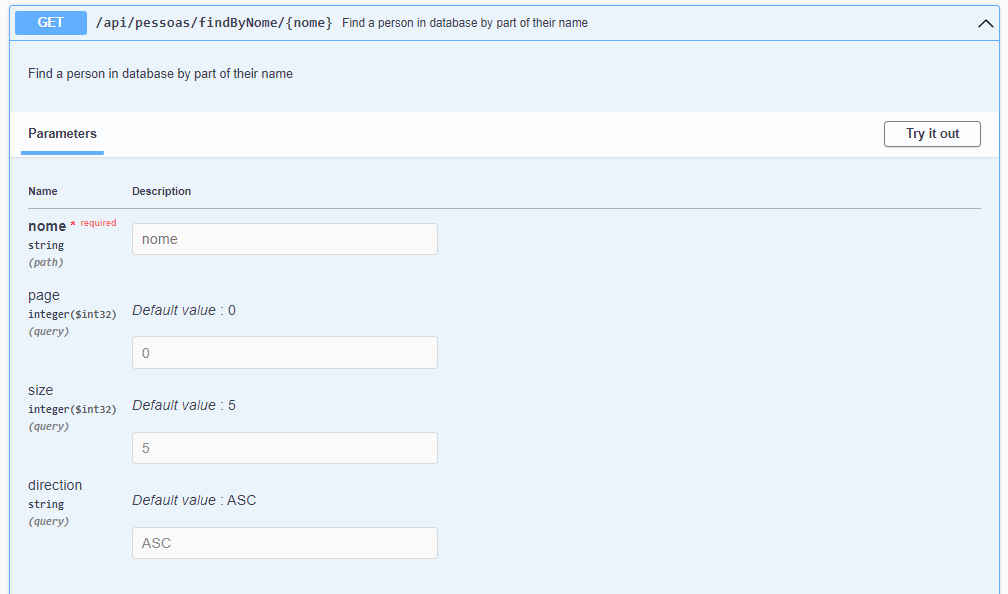 GET /api/pessoas/findByNome/{nome} Find a person in database by part of their name
Find a person in database by part of their name
Parameters
Try it out
Name Description
nome * required
string
(path)
nome
page
integer($int32)
(query)
Default value : 0
0
size
integer($int32)
(query)
Default value : 5
5
direction
string
(query)
Default value : ASC
ASC